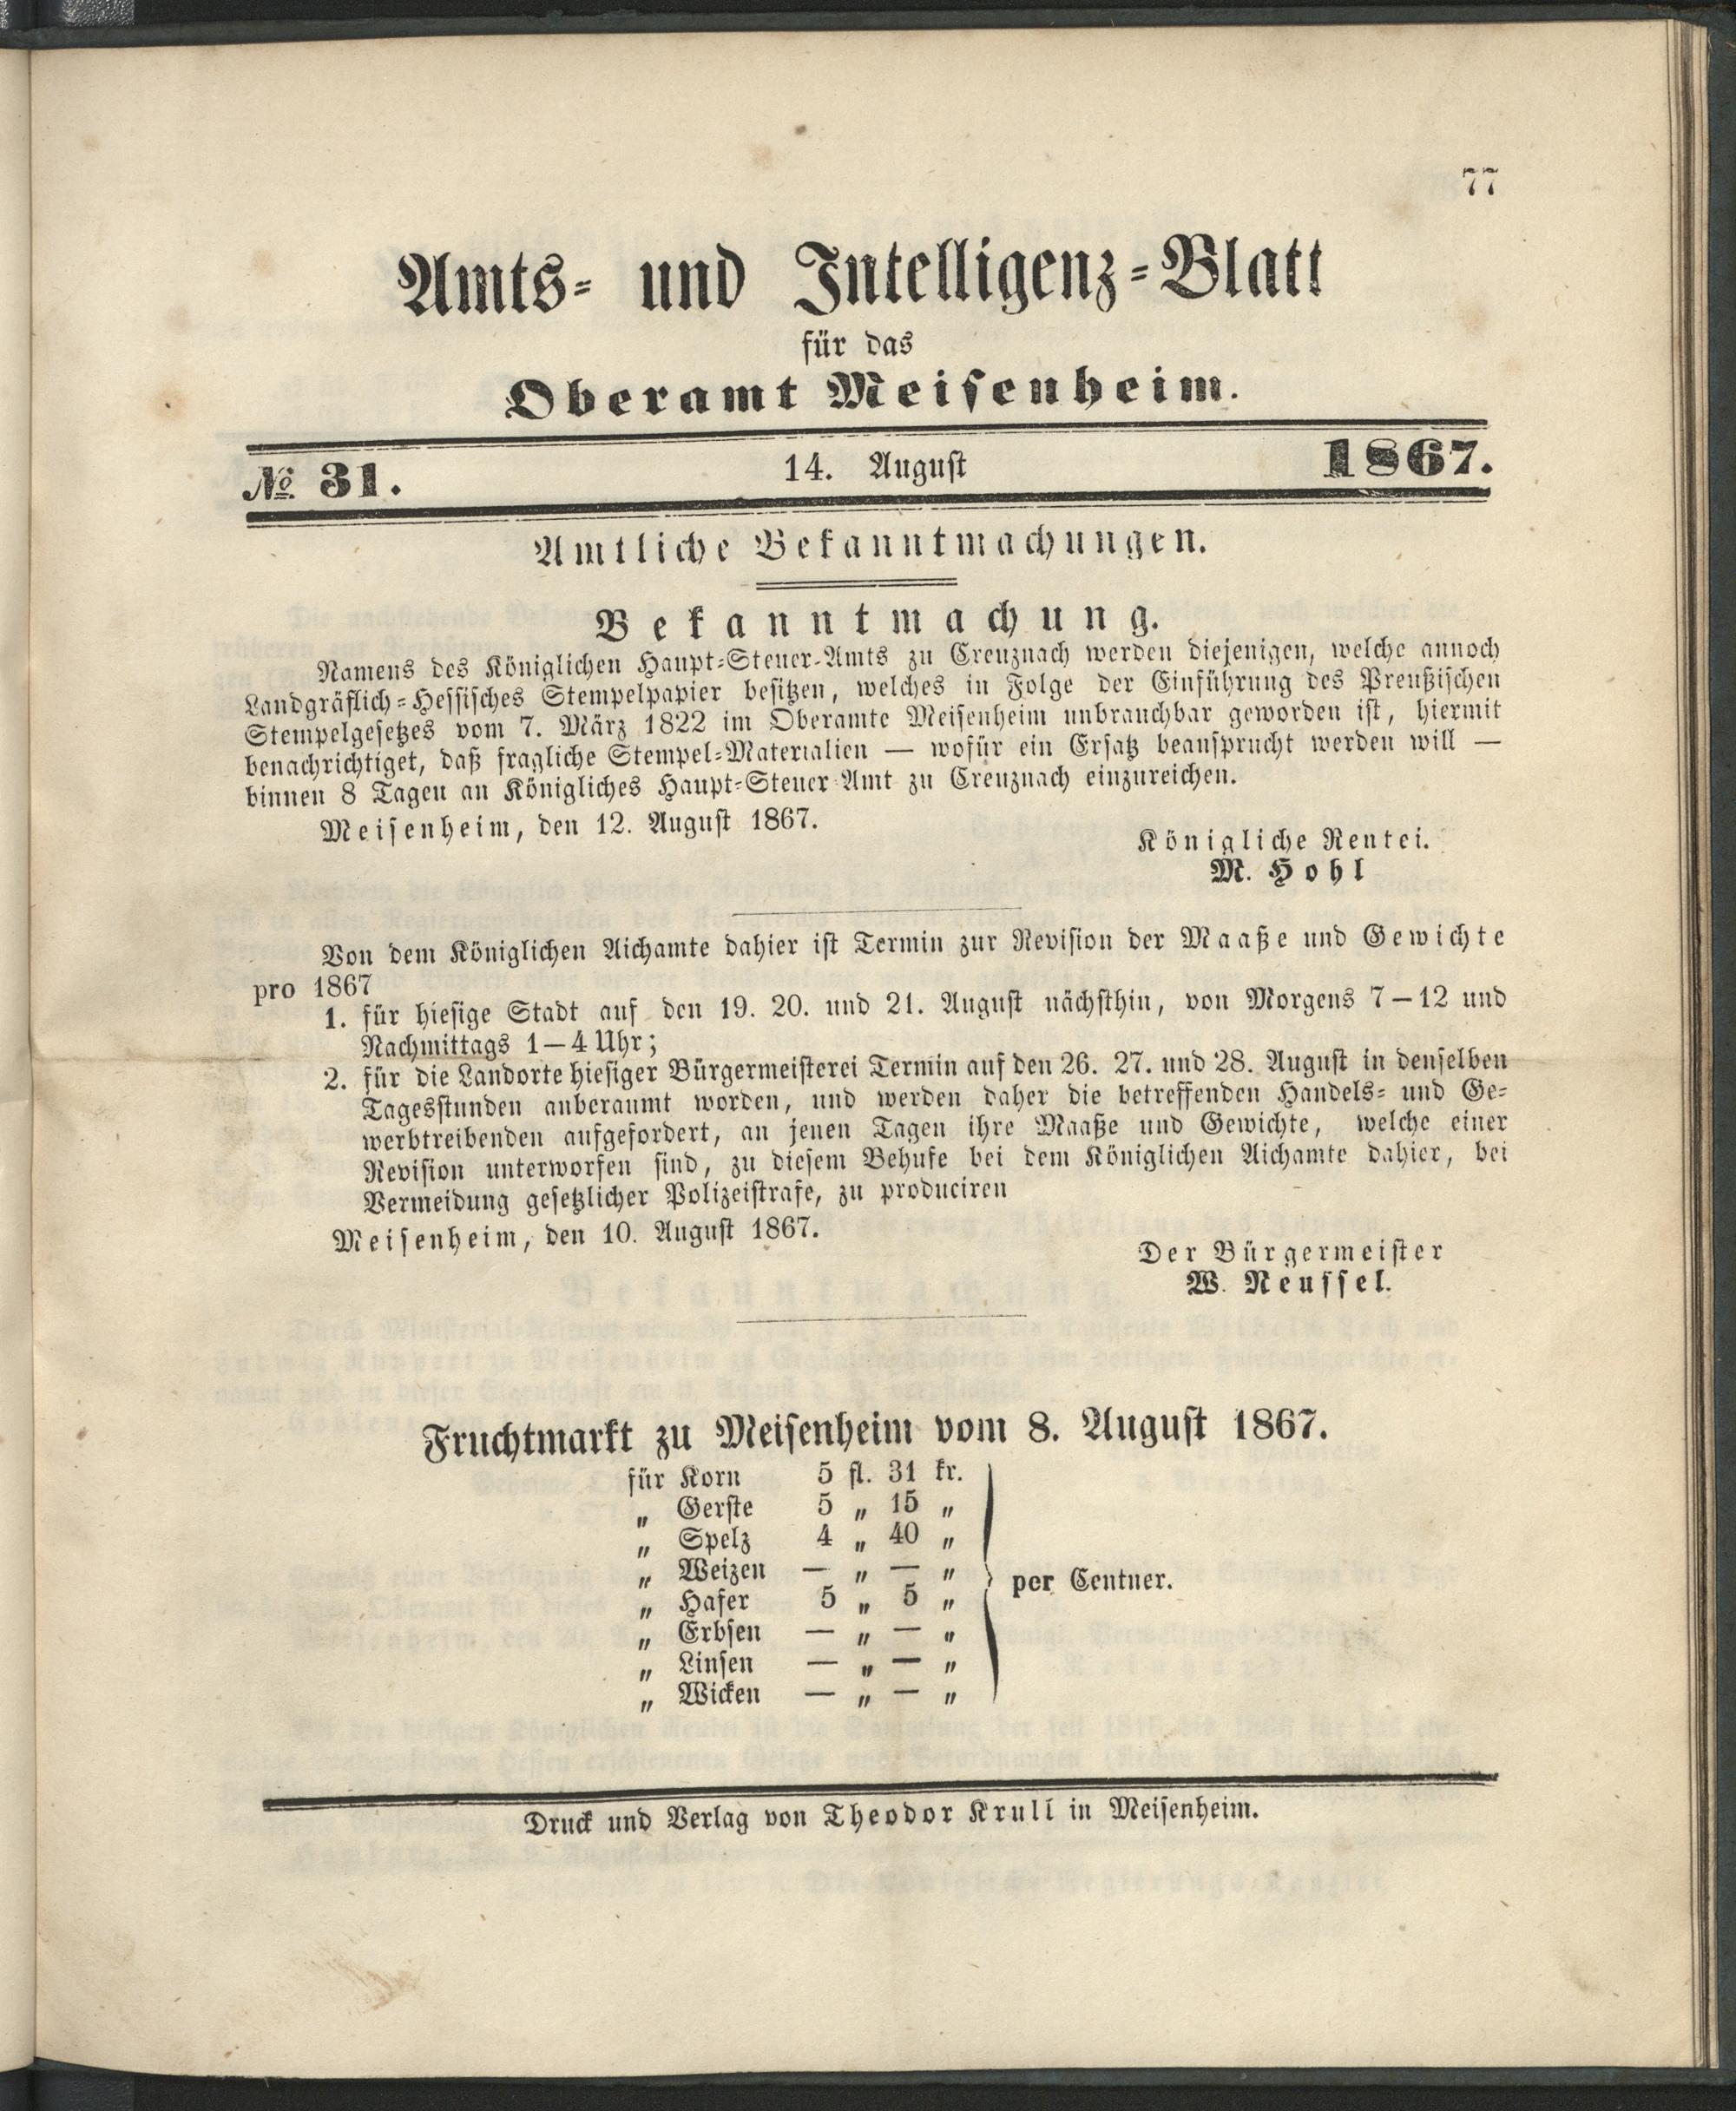 77
Amts- und Intelligenz-Blatt
für das
Oberamt Meisenheim.
№ 31. 14. August 1867.
Amtliche Bekanntmachungen.
Bekanntmachung.
Namens des Königlichen Haupt-Steuer-Amts zu Creuznach werden diejenigen, welche annoch
Landgräflich-Hessisches Stempelpapier besitzen, welches in Folge der Einführung des Preußischen
Stempelgesetzes vom 7. März 1822 im Oberamte Meisenheim unbrauchbar geworden ist, hiermit
benachrichtiget, daß fragliche Stempel-Materialien — wofür ein Ersatz beansprucht werden will —
binnen 8 Tagen an Königliches Haupt-Steuer Amt zu Creuznach einzureichen.
Meisenheim, den 12. August 1867.
Königliche Rentei.
M. Hohl
Von dem Königlichen Aichamte dahier ist Termin zur Revision der Maaße und Gewichte
pro 1867
1. für hiesige Stadt auf den 19. 20. und 21. August nächsthin, von Morgens 7—12 und
Nachmittags 1—4 Uhr;
2. für die Landorte hiesiger Bürgermeisterei Termin auf den 26. 27. und 28. August in denselben
Tagesstunden anberaumt worden, und werden daher die betreffenden Handels- und Ge-
werbtreibenden aufgefordert, an jenen Tagen ihre Maaße und Gewichte, welche einer
Revision unterworfen sind, zu diesem Behufe bei dem Königlichen Aichamte dahier, bei
Vermeidung gesetzlicher Polizeistrafe, zu produciren
Meisenheim, den 10. August 1867.
Der Bürgermeister
W. Neussel.
Fruchtmarkt zu Meisenheim vom 8. August 1867.
für Korn 5 fl. 31 kr.
„ Gerste 5 „ 15 „
„ Spelz 4 „ 40 „
„ Weizen — „ — „
per Centner.
„ Hafer 5 „ 5 „
„ Erbsen — „ — „
„ Linsen — „ — „
„ Wicken — „ — „
Druck und Verlag von Theodor Krull in Meisenheim.